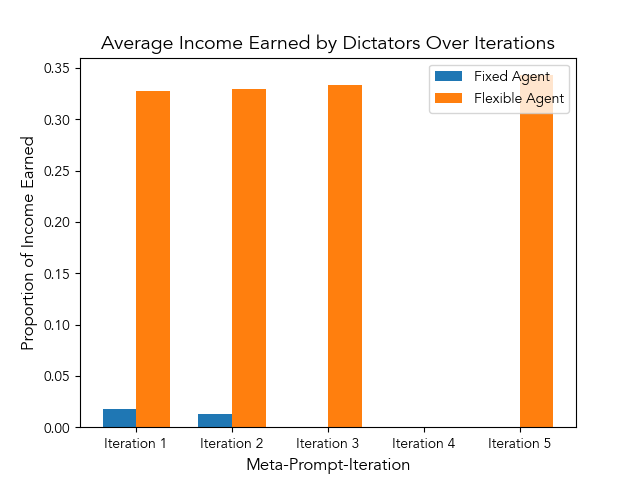 Average Income Earned by Dictators Over Iterations
Fixed Agent
Flexible Agent
0.35
0.30
0.25
0.20
0.15
0.10
0.05
0.00
Proportion of Income Earned
Iteration 1 Iteration 2 Iteration 3 Iteration 4 Iteration 5
Meta-Prompt-Iteration